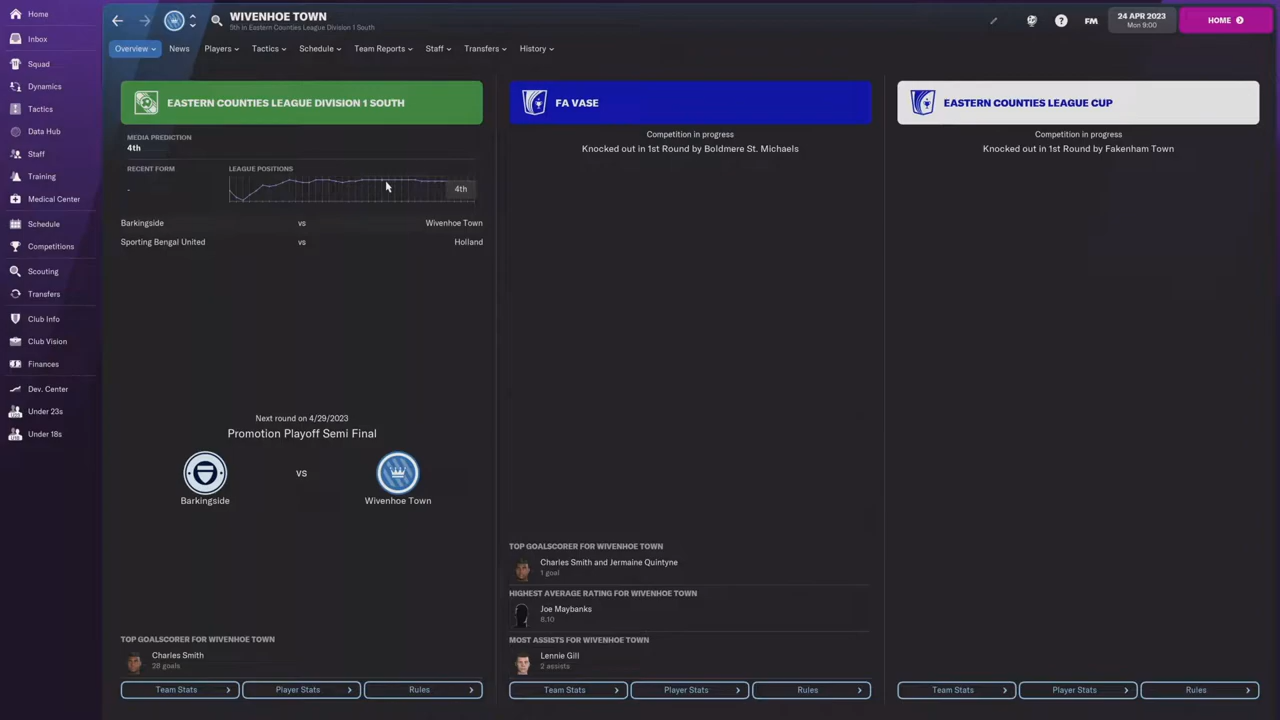 Home
Inbox
Squad
Dynamics
Tactics
Data Hub
Staff
Training
Medical Center
Schedule
Competitions
Scouting
Transfers
Club Info
Club Vision
Finances
Dev. Center
Under 23s
Under 18s
WIVENHOE TOWN
5th in Eastern Counties League Division 1 South
FM
24 APR 2023
Mon 9:00
HOME
Overview
News
Players
Tactics
Schedule
Team Reports
Staff
Transfers
History
EASTERN COUNTIES LEAGUE DIVISION 1 SOUTH
MEDIA PREDICTION
4th
RECENT FORM
LEAGUE POSITIONS
-
4th
Barkingside vs Wivenhoe Town
Sporting Bengal United vs Holland
Next round on 4/29/2023
Promotion Playoff Semi Final
VS
Barkingside
Wivenhoe Town
TOP GOALSCORER FOR WIVENHOE TOWN
Charles Smith
28 goals
Team Stats
Player Stats
Rules
FA VASE
Competition in progress
Knocked out in 1st Round by Boldmere St. Michaels
TOP GOALSCORER FOR WIVENHOE TOWN
Charles Smith and Jermaine Quintyne
1 goal
HIGHEST AVERAGE RATING FOR WIVENHOE TOWN
Joe Maybanks
8.10
MOST ASSISTS FOR WIVENHOE TOWN
Lennie Gill
2 assists
Team Stats
Player Stats
Rules
EASTERN COUNTIES LEAGUE CUP
Competition in progress
Knocked out in 1st Round by Fakenham Town
Team Stats
Player Stats
Rules